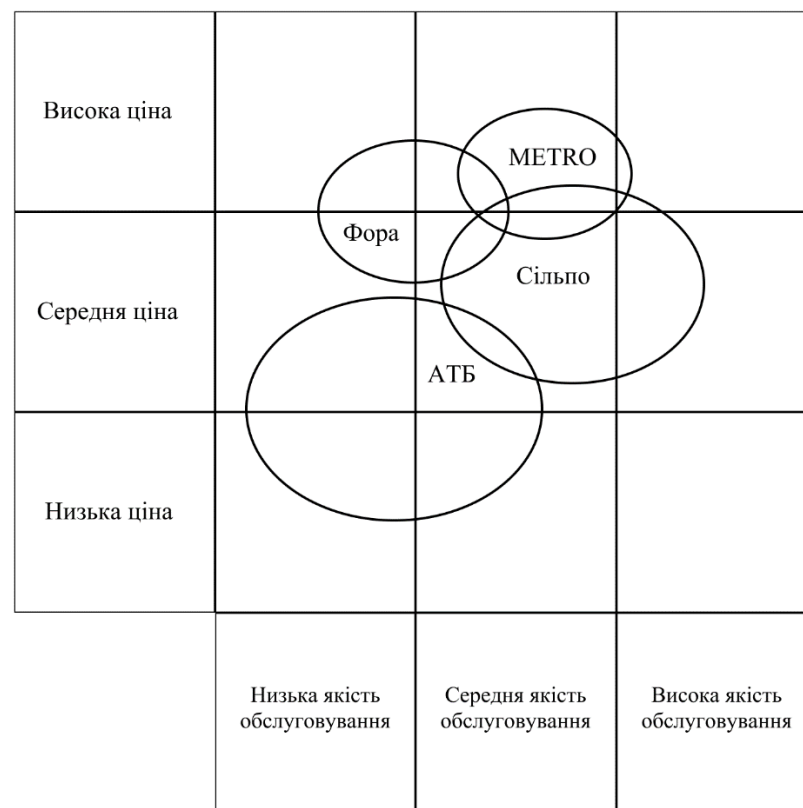 Висока ціна
METRO
Фора
Сільпо
Середня ціна
АТБ
Низька ціна
Низька якість
обслуговування
Середня якість
обслуговування
Висока якість
обслуговування